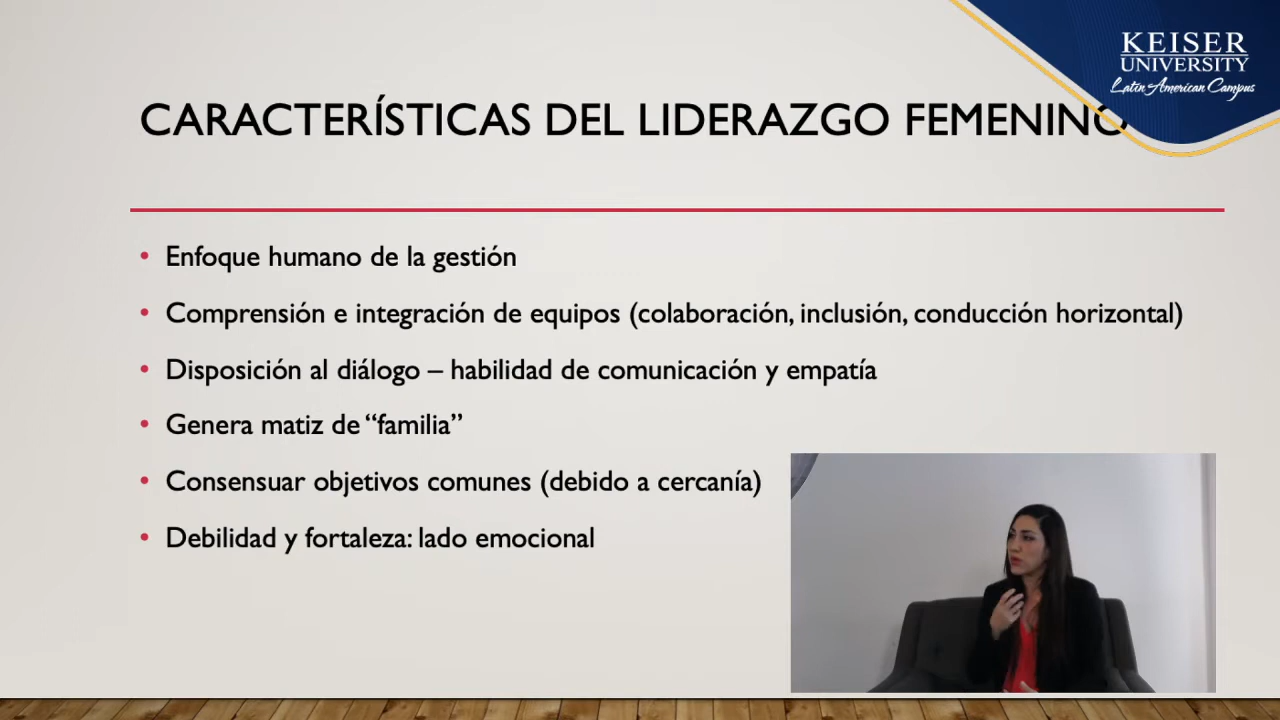 KEISER
UNIVERSITY
Latin American Campus
CARACTERÍSTICAS DEL LIDERAZGO FEMENINO
• Enfoque humano de la gestión
• Comprensión e integración de equipos (colaboración, inclusión, conducción horizontal)
• Disposición al diálogo – habilidad de comunicación y empatía
• Genera matiz de “familia”
• Consensuar objetivos comunes (debido a cercanía)
• Debilidad y fortaleza: lado emocional